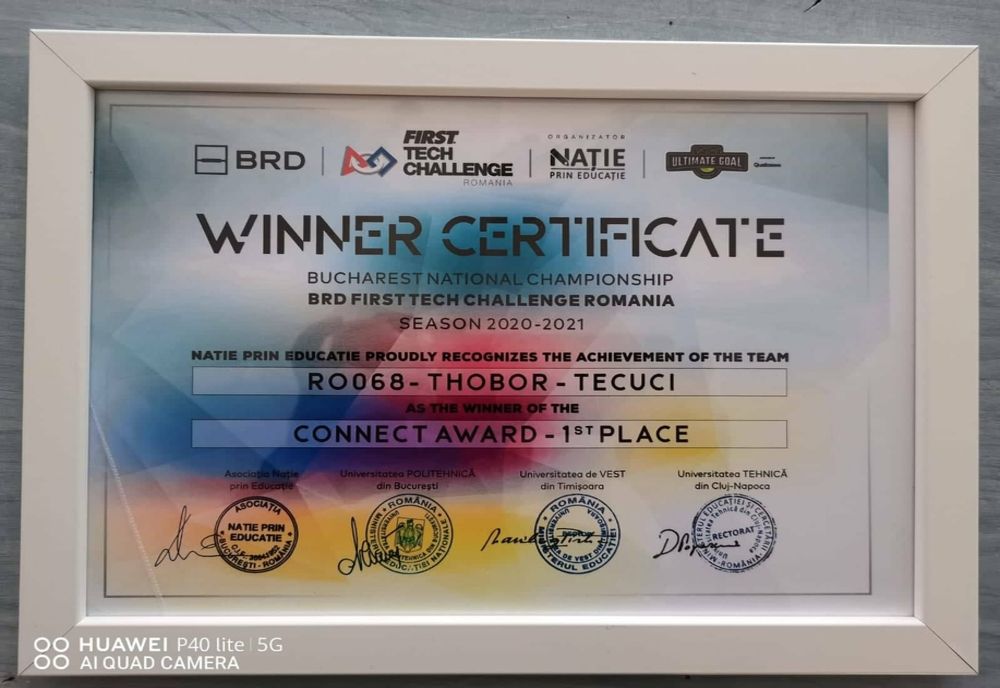 BRD
FIRST
TECH
CHALLENGE
ROMANIA
ORGANIZATOR
NAȚIE
PRIN EDUCAȚIE
ULTIMATE GOAL
Qualcomm
WINNER CERTIFICATE
BUCHAREST NATIONAL CHAMPIONSHIP
BRD FIRST TECH CHALLENGE ROMANIA
SEASON 2020-2021
NATIE PRIN EDUCATIE PROUDLY RECOGNIZES THE ACHIEVEMENT OF THE TEAM
RO068 - THOBOR - TECUCI
AS THE WINNER OF THE
CONNECT AWARD - 1ST PLACE
Asociația Nație
prin Educație
Universitatea POLITEHNICĂ
din București
Universitatea de VEST
din Timișoara
Universitatea TEHNICĂ
din Cluj-Napoca
ASOCIAȚIA
NATIE PRIN
EDUCATIE
BUCUREȘTI - ROMÂNIA
ROMÂNIA
ROMÂNIA
RECTORAT
HUAWEI P40 lite | 5G
AI QUAD CAMERA